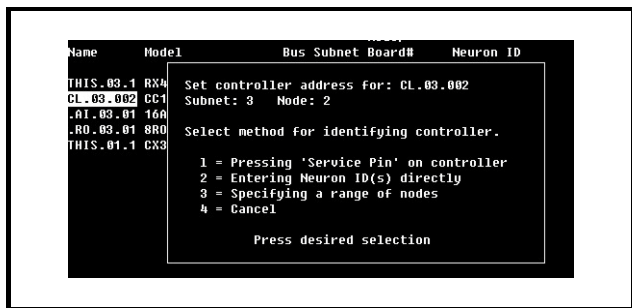 Name Model Bus Subnet Board# Neuron ID
THIS.03.1 RX4
Set controller address for: CL.03.002
CL.03.002 CC1
Subnet: 3 Node: 2
.AI.03.01 16A
.RO.03.01 8RO
Select method for identifying controller.
THIS.01.1 CX3
1 = Pressing 'Service Pin' on controller
2 = Entering Neuron ID(s) directly
3 = Specifying a range of nodes
4 = Cancel
Press desired selection